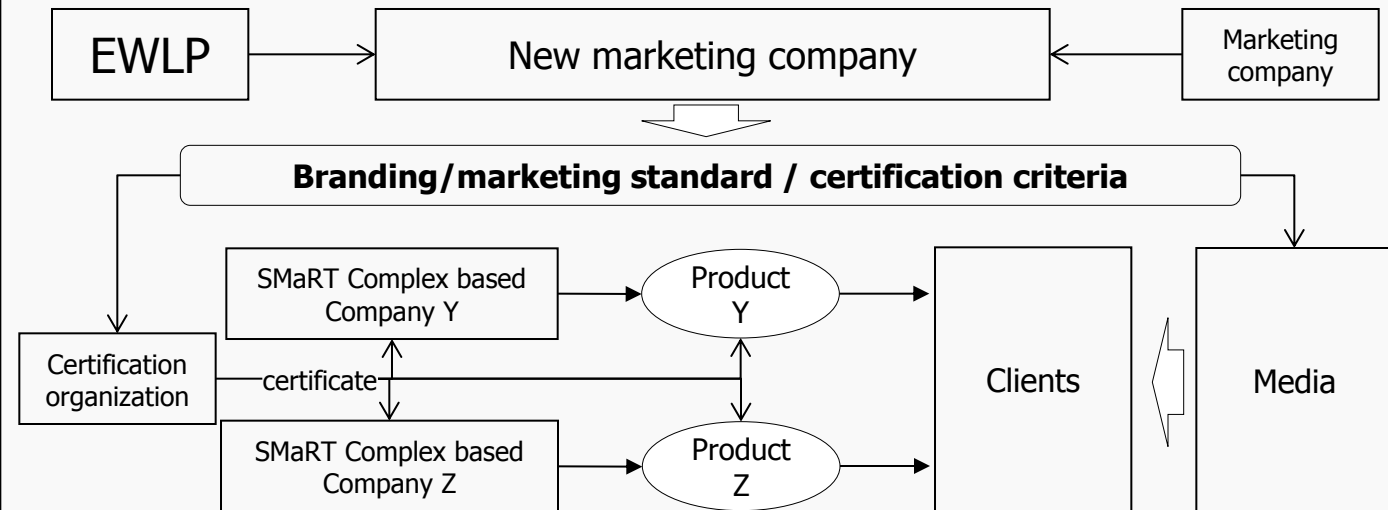 EWLP
New marketing company
Marketing
company
Branding/marketing standard / certification criteria
SMaRT Complex based
Company Y
Product
Y
Certification
organization
certificate
Clients
Media
SMaRT Complex based
Company Z
Product
Z